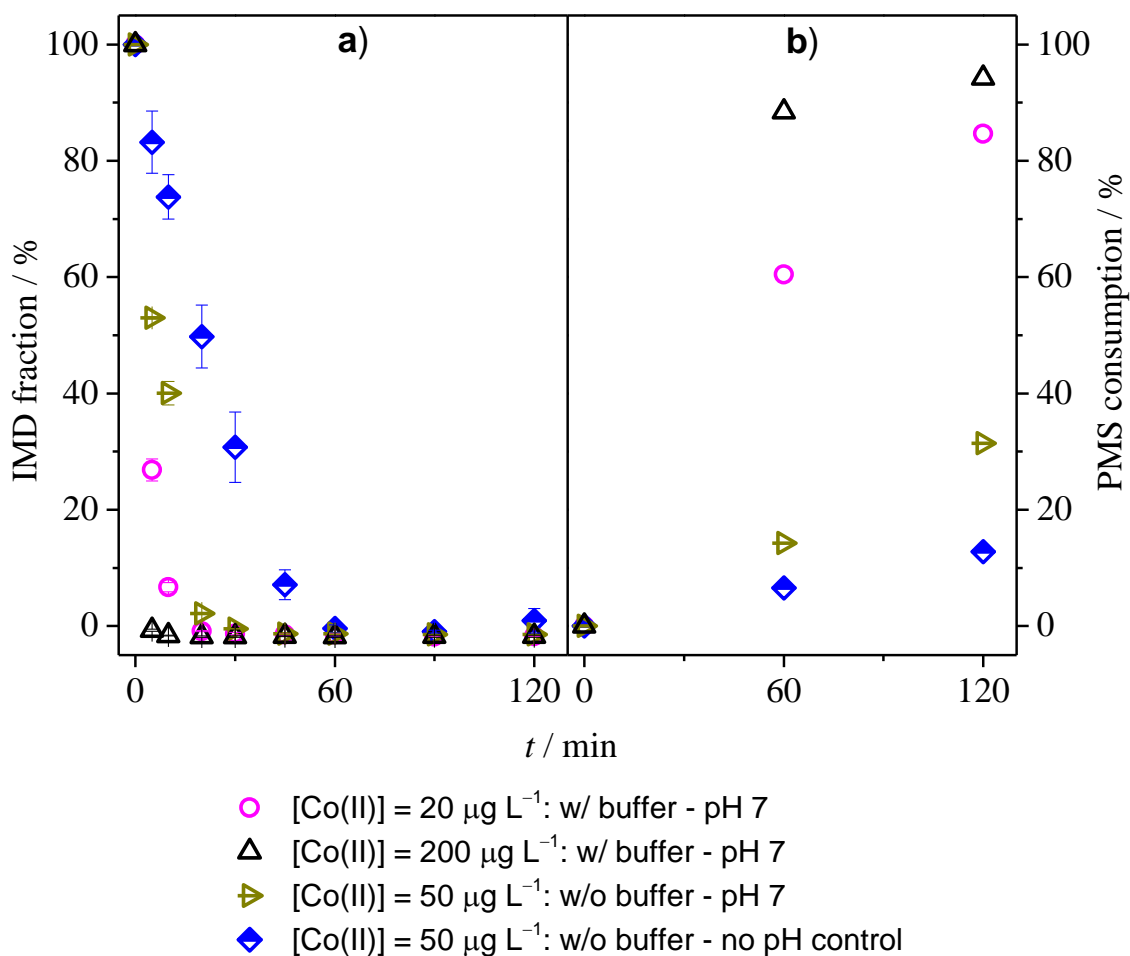 a)
b)
100
80
60
40
20
0
IMD fraction / %
100
80
60
40
20
0
PMS consumption / %
0
60
120
0
60
120
t / min
[Co(II)] = 20 μg L⁻¹: w/ buffer - pH 7
[Co(II)] = 200 μg L⁻¹: w/ buffer - pH 7
[Co(II)] = 50 μg L⁻¹: w/o buffer - pH 7
[Co(II)] = 50 μg L⁻¹: w/o buffer - no pH control